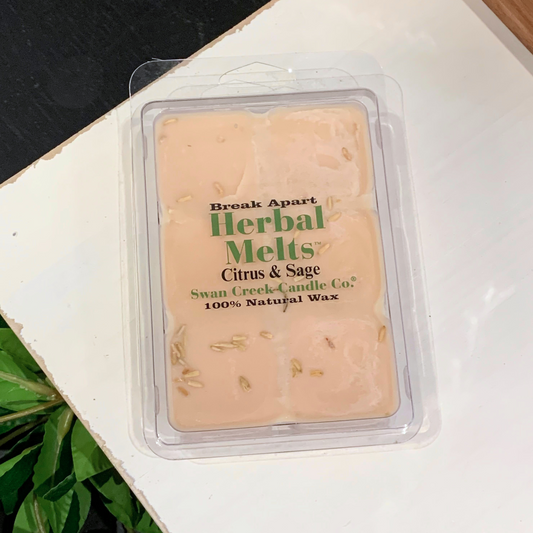 Break Apart
Herbal
Melts™
Citrus & Sage
Swan Creek Candle Co.®
100% Natural Wax